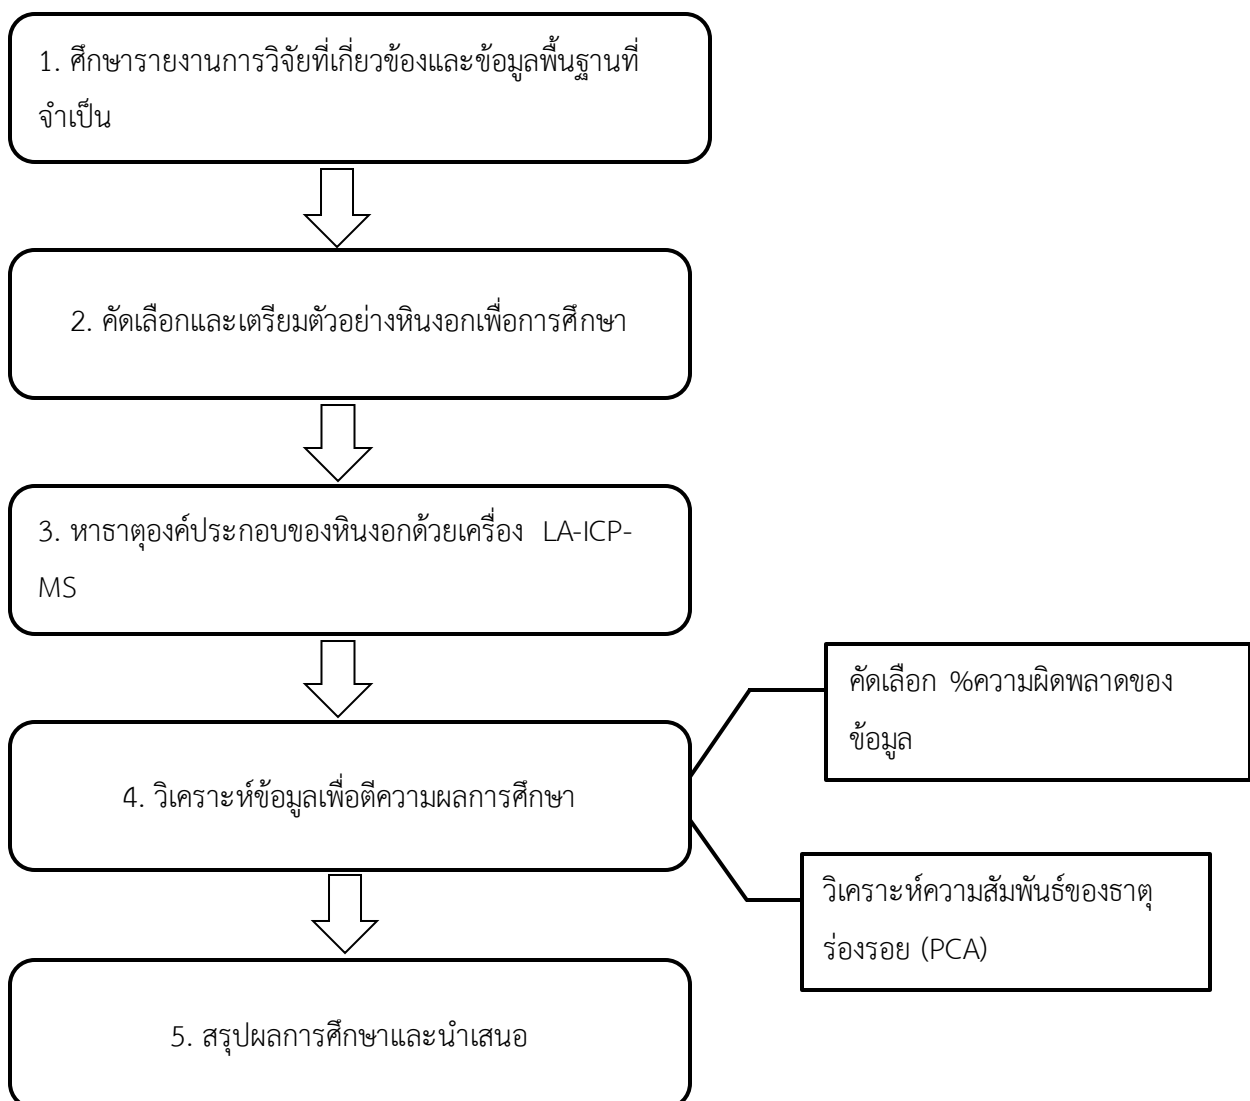 1. ศึกษารายงานการวิจัยที่เกี่ยวข้องและข้อมูลพื้นฐานที่
จำเป็น
2. คัดเลือกและเตรียมตัวอย่างหินงอกเพื่อการศึกษา
3. หาธาตุองค์ประกอบของหินงอกด้วยเครื่อง LA-ICP-
MS
คัดเลือก %ความผิดพลาดของ
ข้อมูล
4. วิเคราะห์ข้อมูลเพื่อตีความผลการศึกษา
วิเคราะห์ความสัมพันธ์ของธาตุ
ร่องรอย (PCA)
5. สรุปผลการศึกษาและนำเสนอ